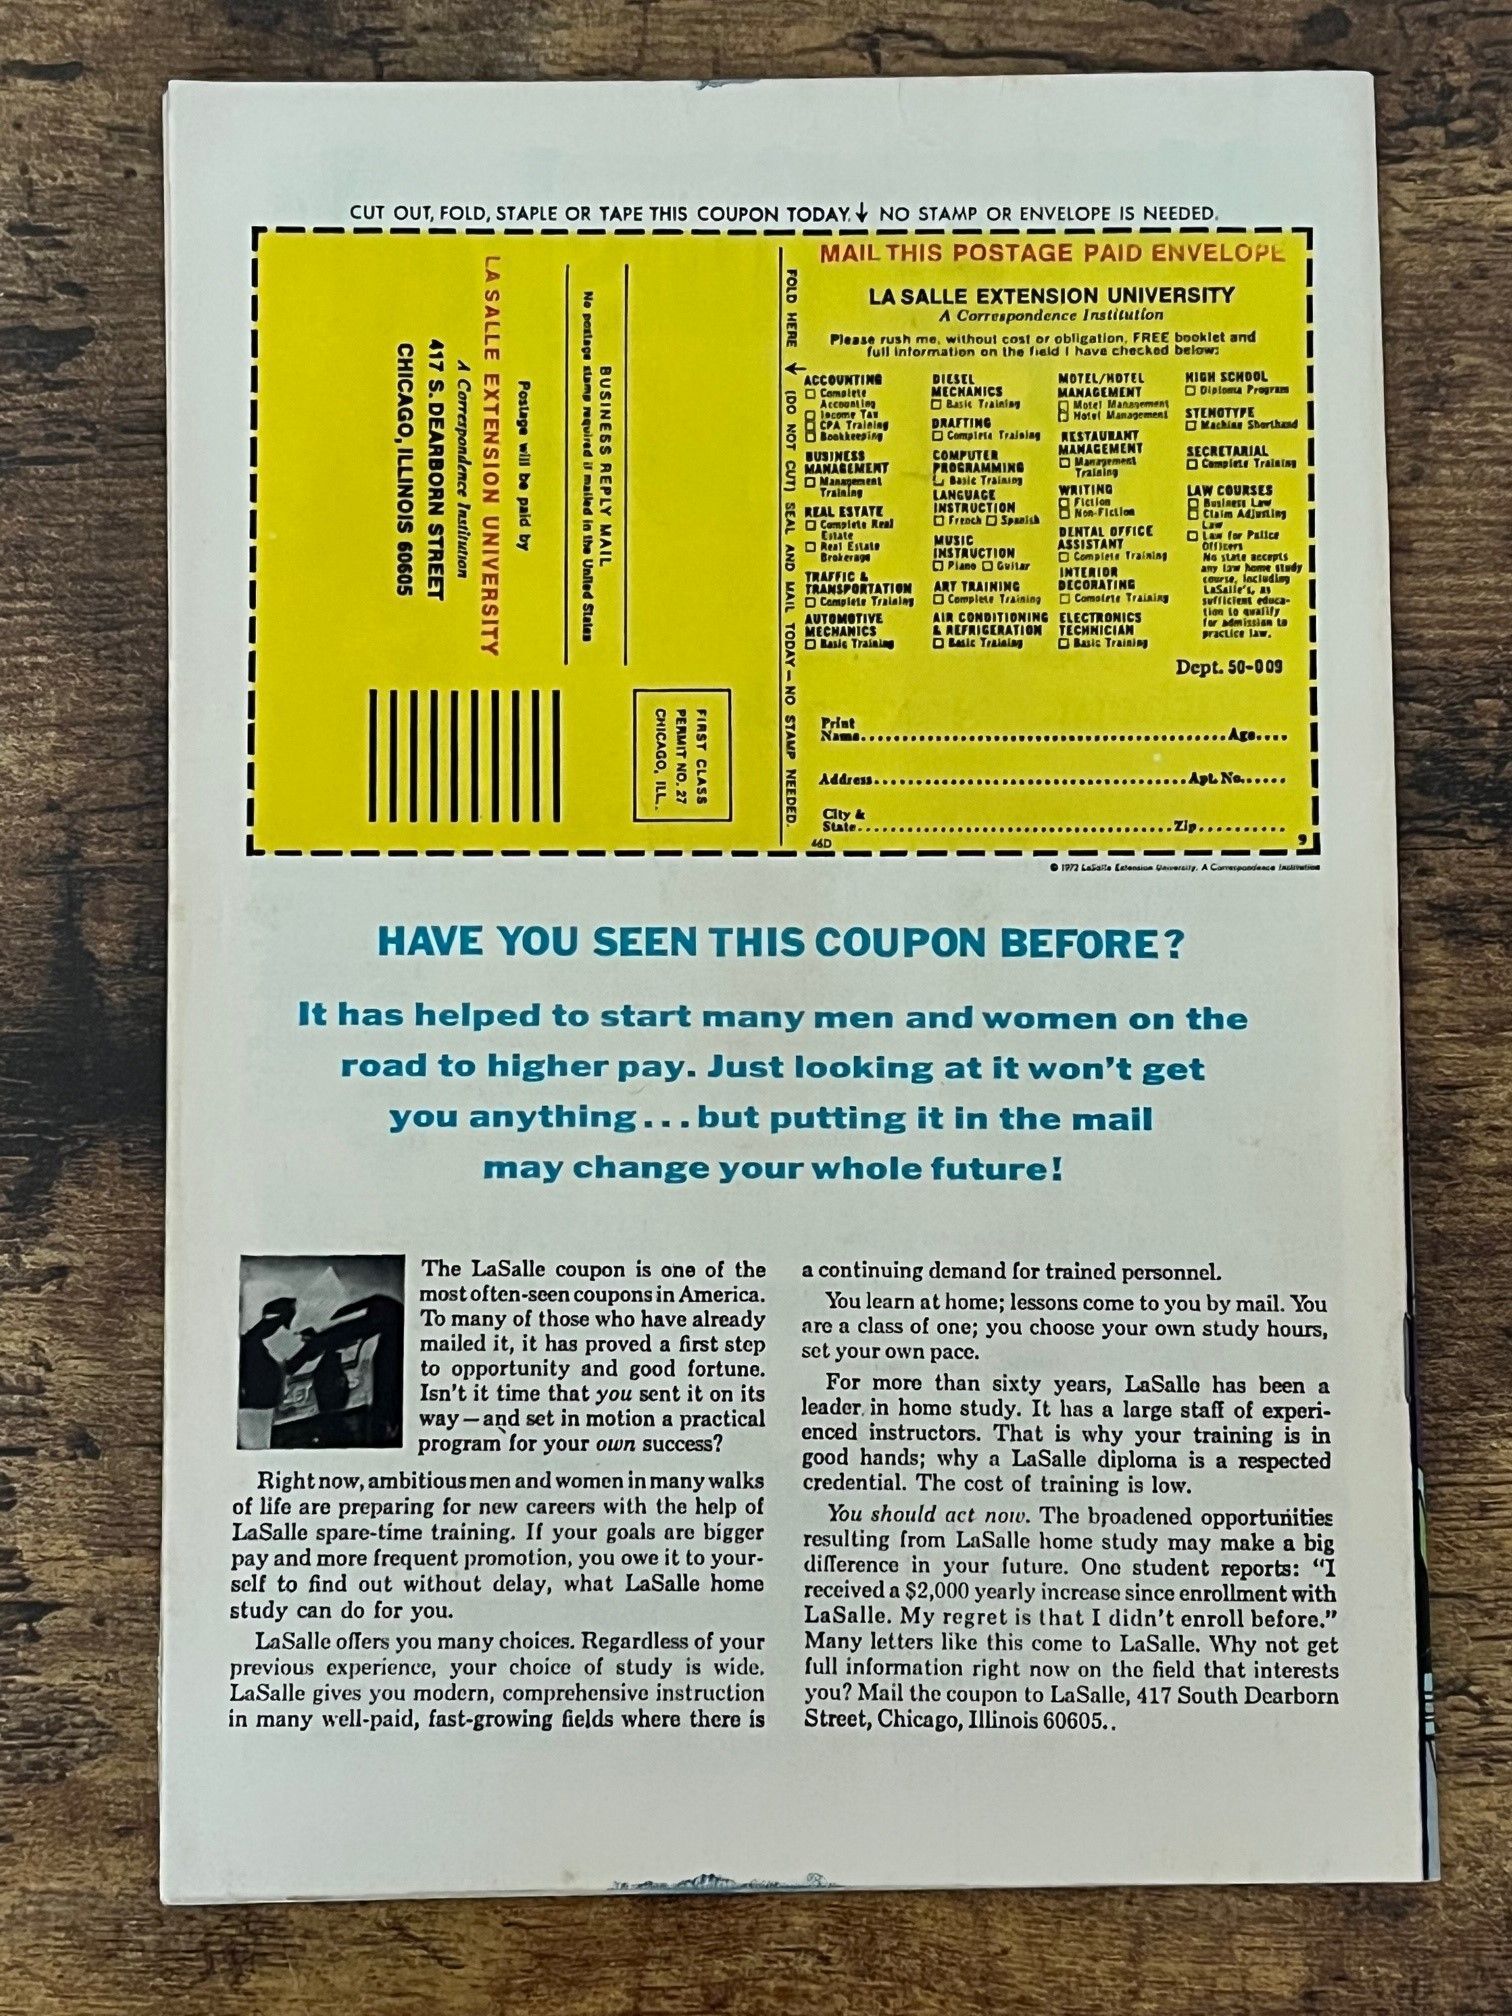 CUT OUT, FOLD, STAPLE OR TAPE THIS COUPON TODAY. ↓ NO STAMP OR ENVELOPE IS NEEDED.
LA SALLE EXTENSION UNIVERSITY
A Correspondence Institution
417 S. DEARBORN STREET
CHICAGO, ILLINOIS 60605
Postage will be paid by
BUSINESS REPLY MAIL
No postage stamp required if mailed in the United States
FIRST CLASS
PERMIT NO. 27
CHICAGO, ILL.
FOLD HERE ↓ (DO NOT CUT) SEAL AND MAIL TODAY — NO STAMP NEEDED.
MAIL THIS POSTAGE PAID ENVELOPE
LA SALLE EXTENSION UNIVERSITY
A Correspondence Institution
Please rush me, without cost or obligation, FREE booklet and
full information on the field I have checked below:
ACCOUNTING
☐ Complete
Accounting
☐ Income Tax
☐ CPA Training
☐ Bookkeeping
BUSINESS
MANAGEMENT
☐ Management
Training
REAL ESTATE
☐ Complete Real
Estate
☐ Real Estate
Brokerage
TRAFFIC &
TRANSPORTATION
☐ Complete Training
AUTOMOTIVE
MECHANICS
☐ Basic Training
DIESEL
MECHANICS
☐ Basic Training
DRAFTING
☐ Complete Training
COMPUTER
PROGRAMMING
☐ Basic Training
LANGUAGE
INSTRUCTION
☐ French ☐ Spanish
MUSIC
INSTRUCTION
☐ Piano ☐ Guitar
ART TRAINING
☐ Complete Training
AIR CONDITIONING
& REFRIGERATION
☐ Basic Training
MOTEL/HOTEL
MANAGEMENT
☐ Motel Management
☐ Hotel Management
RESTAURANT
MANAGEMENT
☐ Management
Training
WRITING
☐ Fiction
☐ Non-Fiction
DENTAL OFFICE
ASSISTANT
☐ Complete Training
INTERIOR
DECORATING
☐ Complete Training
ELECTRONICS
TECHNICIAN
☐ Basic Training
HIGH SCHOOL
☐ Diploma Program
STENOTYPE
☐ Machine Shorthand
SECRETARIAL
☐ Complete Training
LAW COURSES
☐ Business Law
☐ Claim Adjusting
Law
☐ Law for Police
Officers
No state accepts
any law home study
course, including
LaSalle's, as
sufficient educa-
tion to qualify
for admission to
practice law.
Dept. 50-009
Print
Name.......... Age....
Address.......... Apt. No......
City &
State.......... Zip..........
46D 9
© 1972 LaSalle Extension University, A Correspondence Institution
HAVE YOU SEEN THIS COUPON BEFORE?
It has helped to start many men and women on the
road to higher pay. Just looking at it won't get
you anything...but putting it in the mail
may change your whole future!
The LaSalle coupon is one of the
most often-seen coupons in America.
To many of those who have already
mailed it, it has proved a first step
to opportunity and good fortune.
Isn't it time that you sent it on its
way—and set in motion a practical
program for your own success?
Right now, ambitious men and women in many walks
of life are preparing for new careers with the help of
LaSalle spare-time training. If your goals are bigger
pay and more frequent promotion, you owe it to your-
self to find out without delay, what LaSalle home
study can do for you.
LaSalle offers you many choices. Regardless of your
previous experience, your choice of study is wide.
LaSalle gives you modern, comprehensive instruction
in many well-paid, fast-growing fields where there is
a continuing demand for trained personnel.
You learn at home; lessons come to you by mail. You
are a class of one; you choose your own study hours,
set your own pace.
For more than sixty years, LaSalle has been a
leader in home study. It has a large staff of experi-
enced instructors. That is why your training is in
good hands; why a LaSalle diploma is a respected
credential. The cost of training is low.
You should act now. The broadened opportunities
resulting from LaSalle home study may make a big
difference in your future. One student reports: "I
received a $2,000 yearly increase since enrollment with
LaSalle. My regret is that I didn't enroll before."
Many letters like this come to LaSalle. Why not get
full information right now on the field that interests
you? Mail the coupon to LaSalle, 417 South Dearborn
Street, Chicago, Illinois 60605..